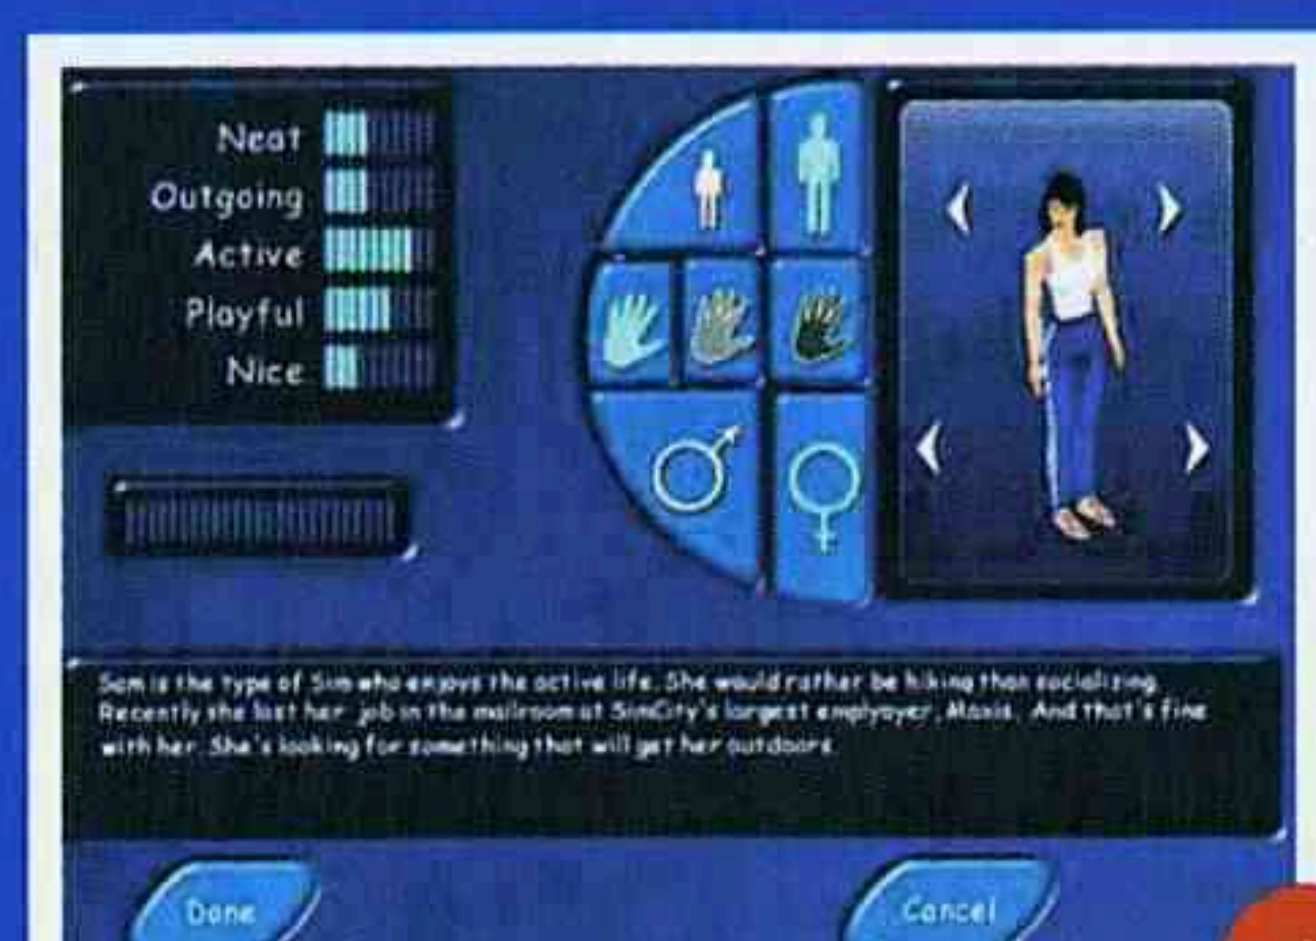 Neat
Outgoing
Active
Playful
Nice
Sam is the type of Sim who enjoys the active life. She would rather be hiking than socializing.
Recently she lost her job in the mailroom at SimCity's largest emplyoyer, Maxis. And that's fine
with her. She's looking for something that will get her outdoors.
Done
Cancel